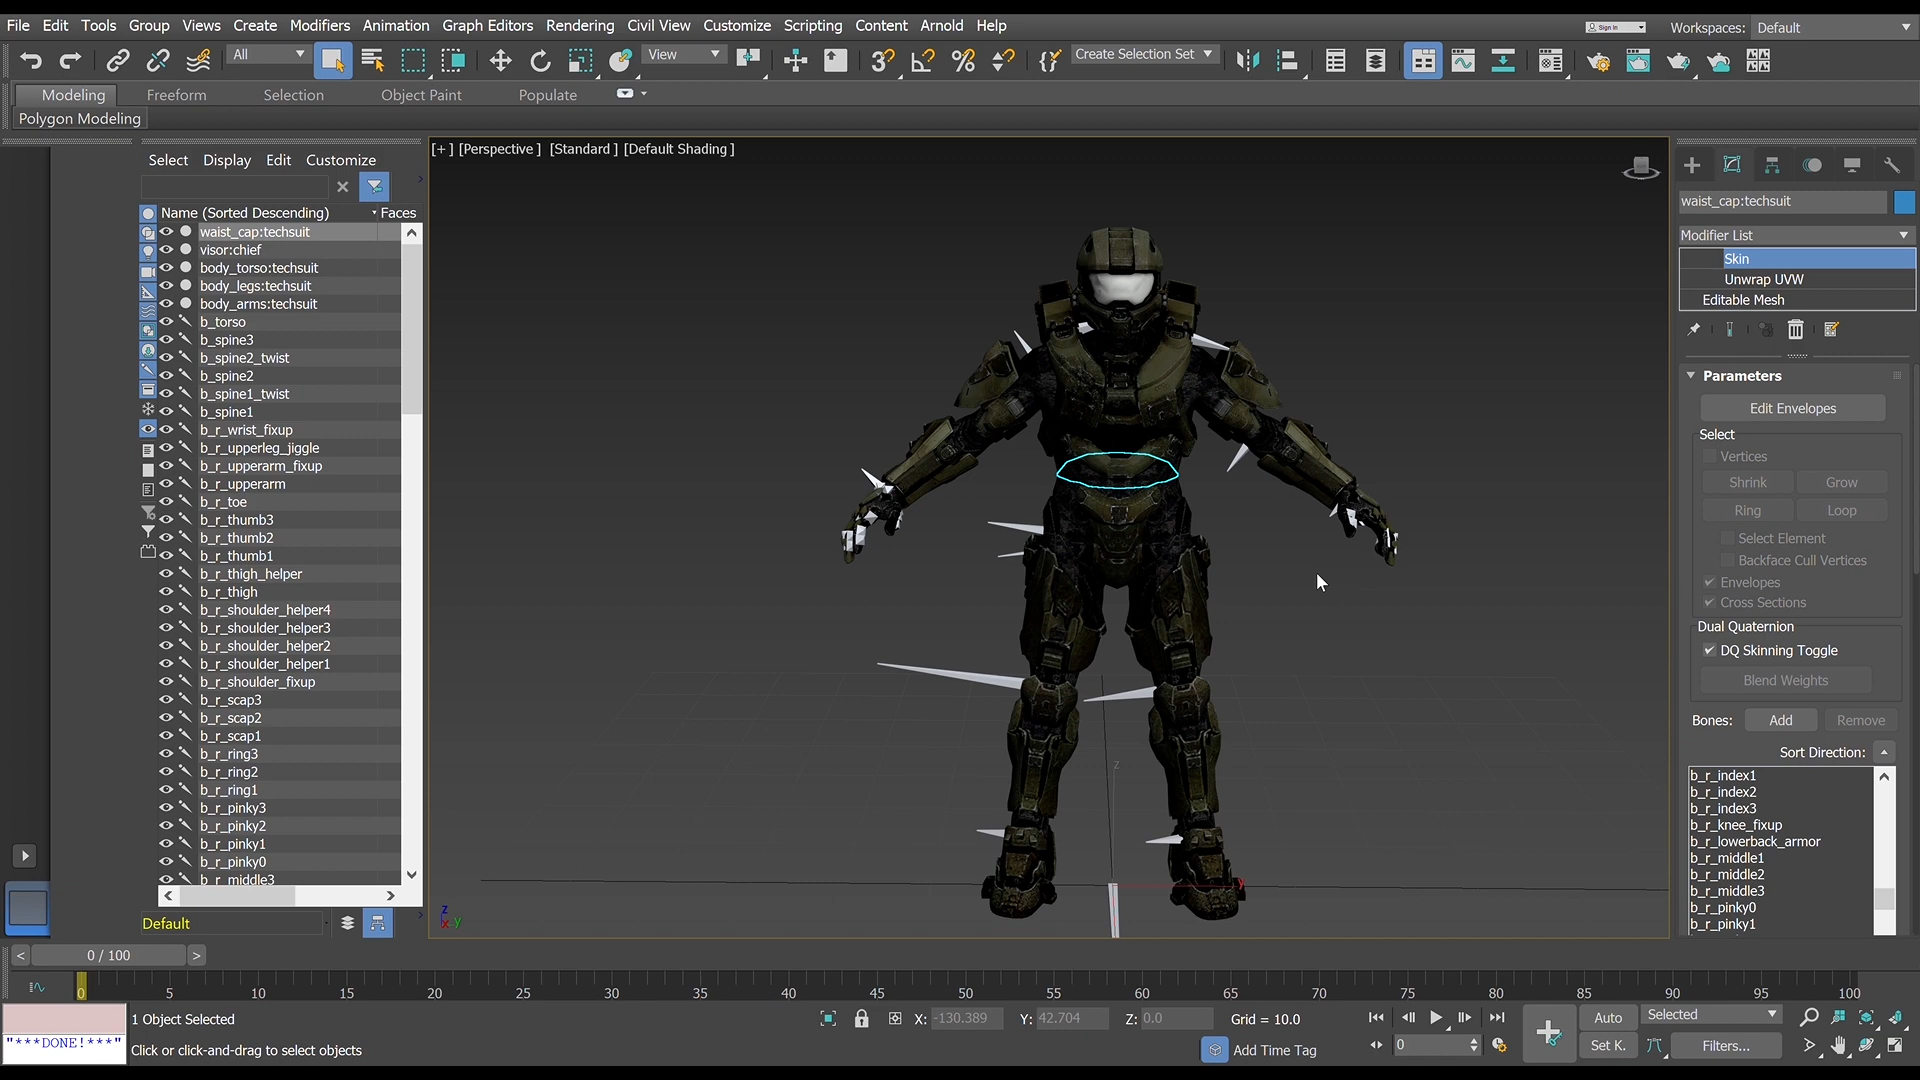 File Edit Tools Group Views Create Modifiers Animation Graph Editors Rendering Civil View Customize Scripting Content Arnold Help
Sign In
Workspaces: Default
All
View
Create Selection Set
Modeling Freeform Selection Object Paint Populate
Polygon Modeling
Select Display Edit Customize
Name (Sorted Descending) Faces
waist_cap:techsuit
visor:chief
body_torso:techsuit
body_legs:techsuit
body_arms:techsuit
b_torso
b_spine3
b_spine2_twist
b_spine2
b_spine1_twist
b_spine1
b_r_wrist_fixup
b_r_upperleg_jiggle
b_r_upperarm_fixup
b_r_upperarm
b_r_toe
b_r_thumb3
b_r_thumb2
b_r_thumb1
b_r_thigh_helper
b_r_thigh
b_r_shoulder_helper4
b_r_shoulder_helper3
b_r_shoulder_helper2
b_r_shoulder_helper1
b_r_shoulder_fixup
b_r_scap3
b_r_scap2
b_r_scap1
b_r_ring3
b_r_ring2
b_r_ring1
b_r_pinky3
b_r_pinky2
b_r_pinky1
b_r_pinky0
b_r_middle3
Default
[+] [Perspective] [Standard] [Default Shading]
z
y
z
x y
waist_cap:techsuit
Modifier List
Skin
Unwrap UVW
Editable Mesh
Parameters
Edit Envelopes
Select
Vertices
Shrink Grow
Ring Loop
Select Element
Backface Cull Vertices
Envelopes
Cross Sections
Dual Quaternion
DQ Skinning Toggle
Blend Weights
Bones: Add Remove
Sort Direction:
b_r_index1
b_r_index2
b_r_index3
b_r_knee_fixup
b_r_lowerback_armor
b_r_middle1
b_r_middle2
b_r_middle3
b_r_pinky0
b_r_pinky1
< 0 / 100 >
0 5 10 15 20 25 30 35 40 45 50 55 60 65 70 75 80 85 90 95 100
"***DONE!***"
1 Object Selected
Click or click-and-drag to select objects
X: -130.389 Y: 42.704 Z: 0.0 Grid = 10.0
Add Time Tag
0
Auto Selected
Set K. Filters...